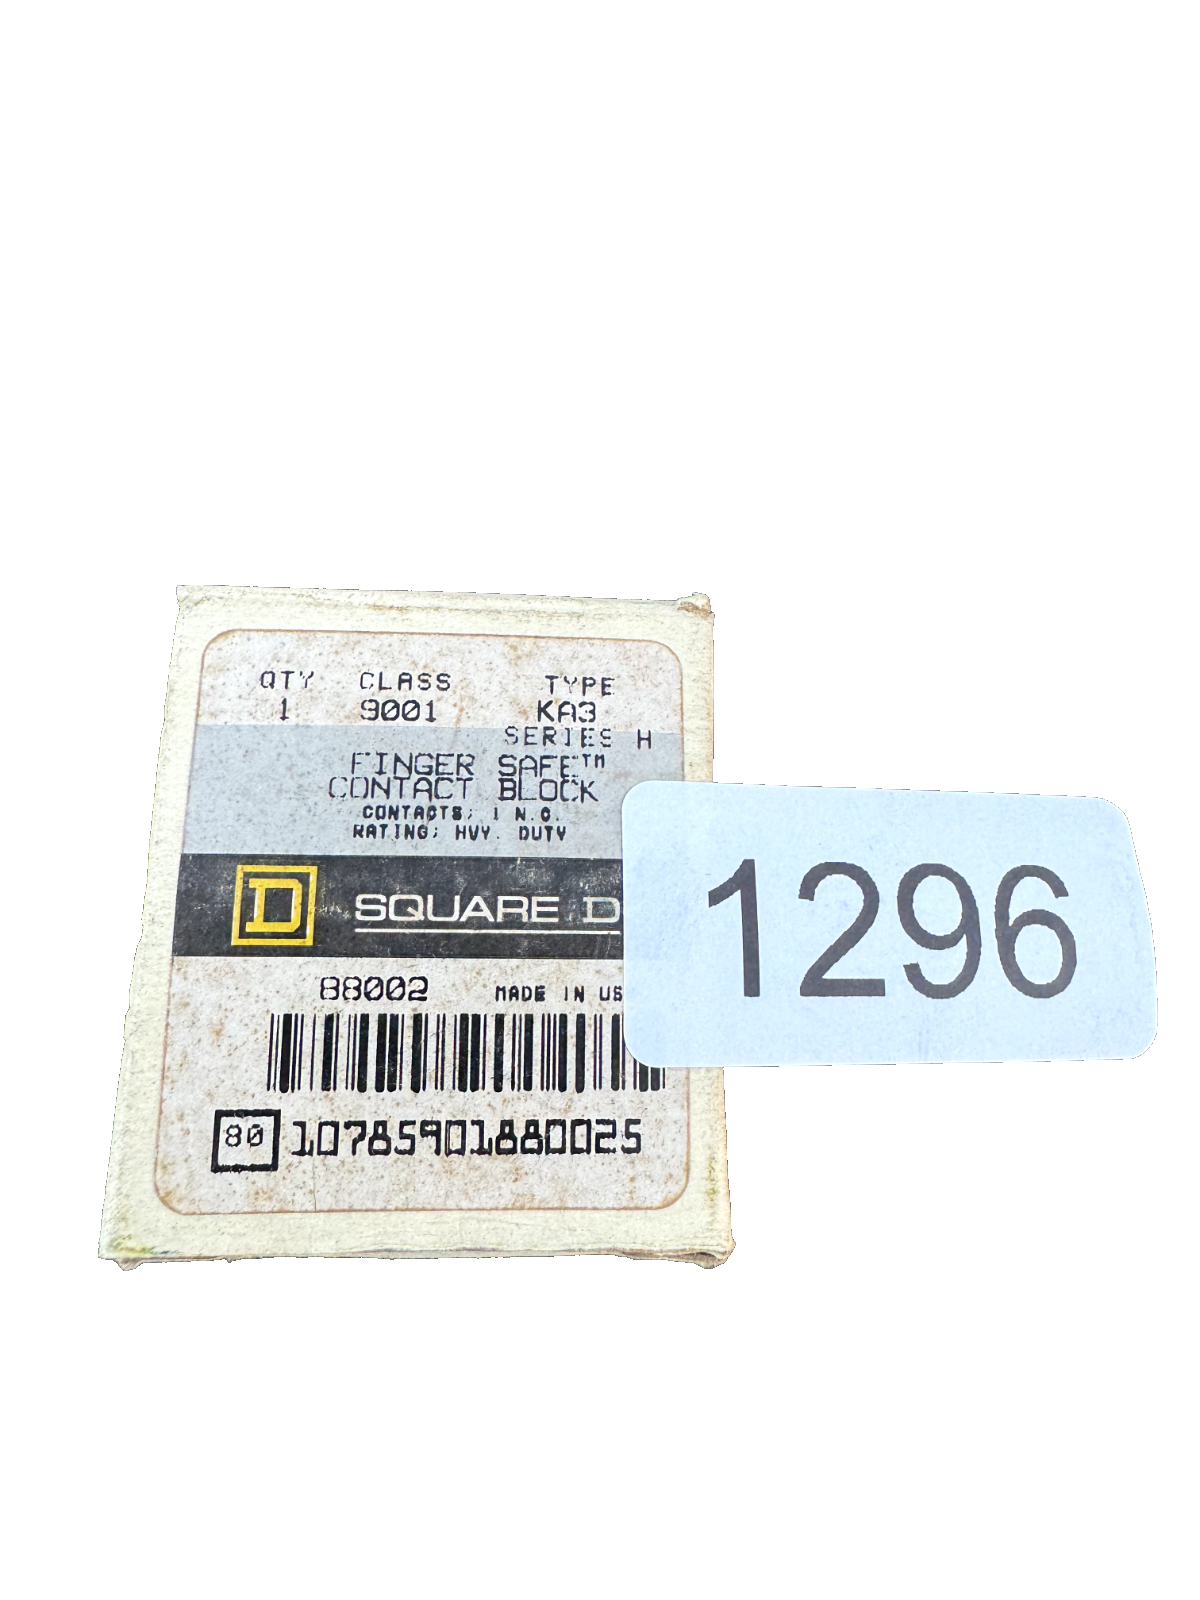 QTY CLASS TYPE
1 9001 KA3
SERIES H
FINGER SAFE™
CONTACT BLOCK
CONTACTS; 1 N.C.
RATING; HVY. DUTY
D SQUARE D
88002 MADE IN US
80 10785901880025
1296